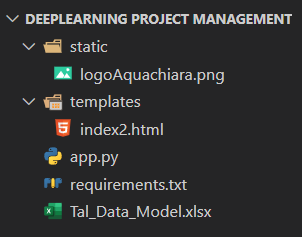 DEEPLEARNING PROJECT MANAGEMENT
static
logoAquachiara.png
templates
index2.html
app.py
requirements.txt
Tal_Data_Model.xlsx